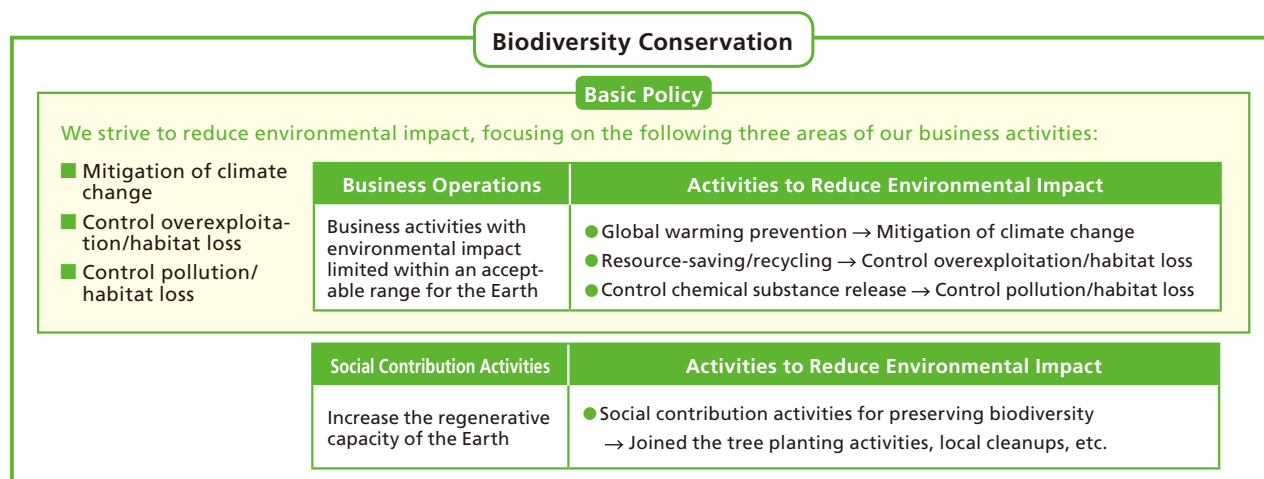 Biodiversity Conservation
Basic Policy
We strive to reduce environmental impact, focusing on the following three areas of our business activities:
■ Mitigation of climate
change
■ Control overexploita-
tion/habitat loss
■ Control pollution/
habitat loss
Business Operations
Activities to Reduce Environmental Impact
Business activities with
environmental impact
limited within an accept-
able range for the Earth
● Global warming prevention → Mitigation of climate change
● Resource-saving/recycling → Control overexploitation/habitat loss
● Control chemical substance release → Control pollution/habitat loss
Social Contribution Activities
Activities to Reduce Environmental Impact
Increase the regenerative
capacity of the Earth
● Social contribution activities for preserving biodiversity
→ Joined the tree planting activities, local cleanups, etc.